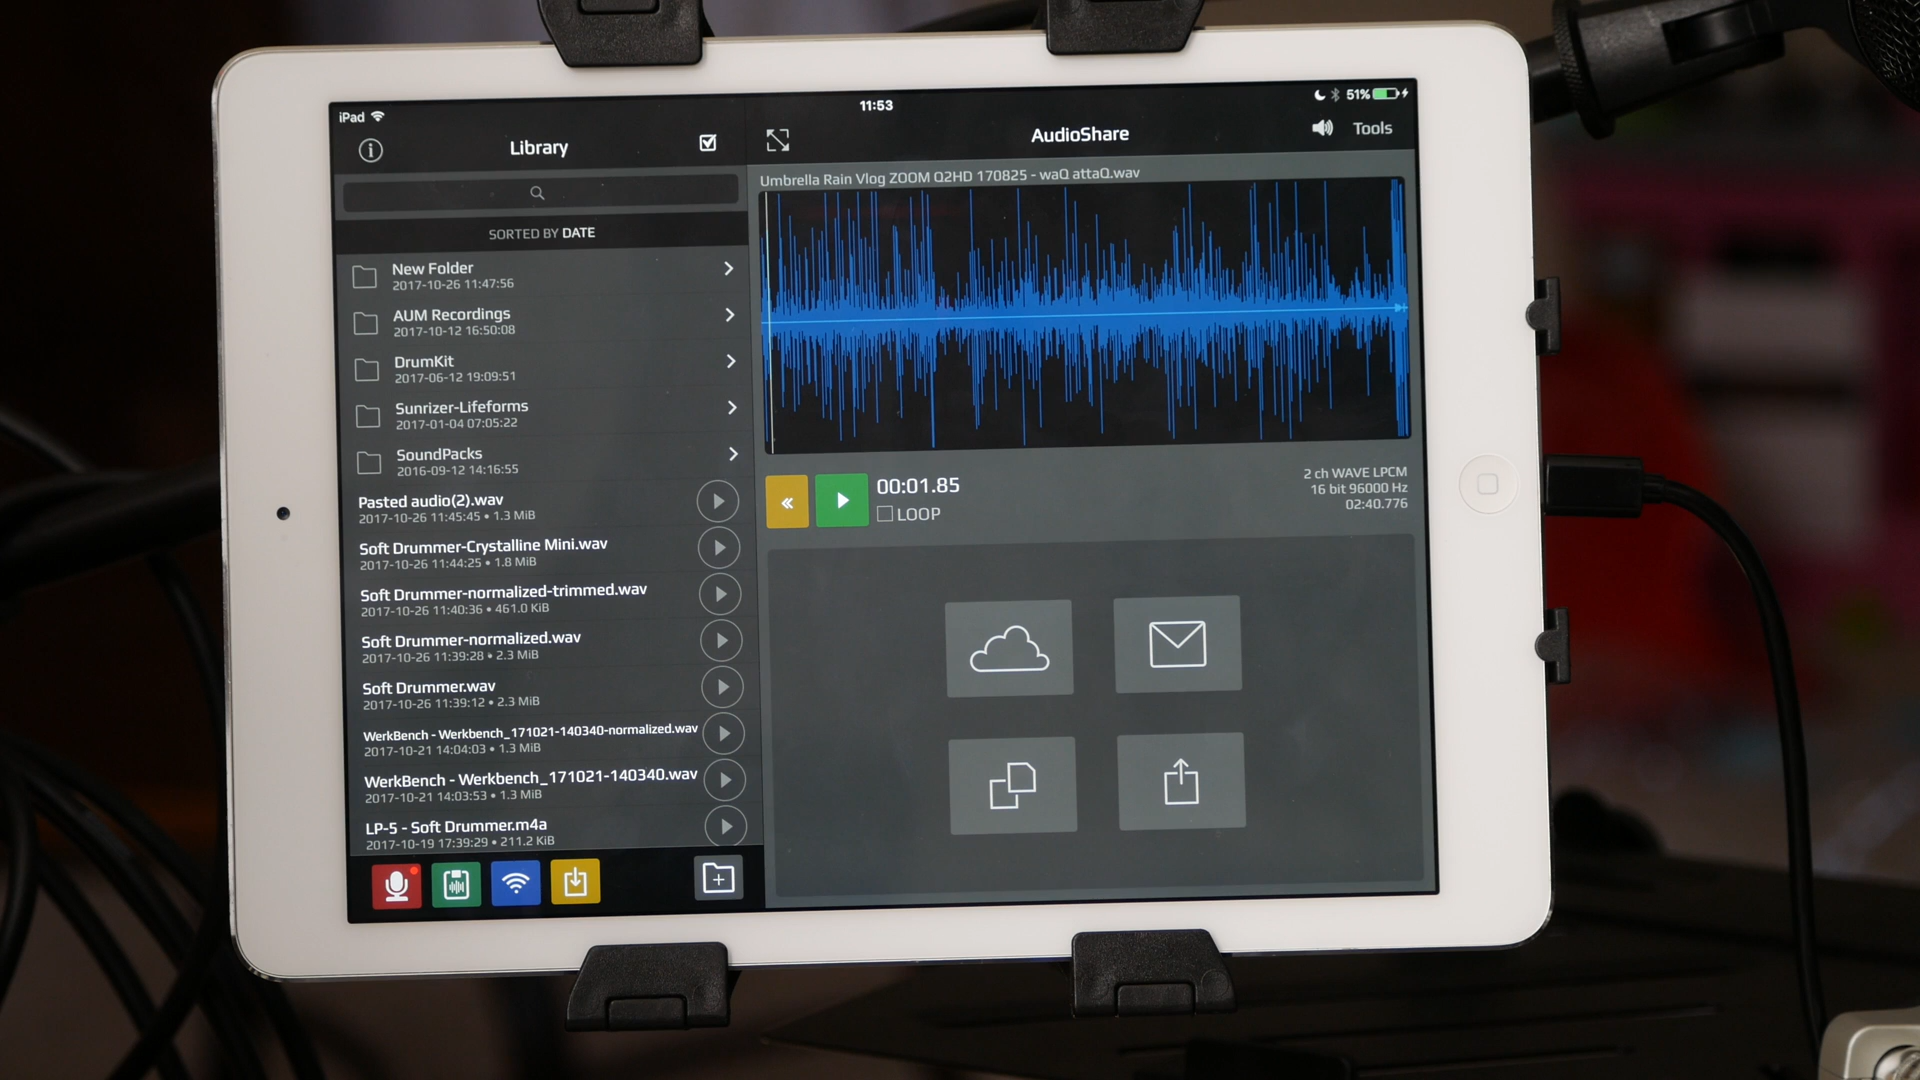 iPad
11:53
51%
Library
AudioShare
Tools
SORTED BY DATE
New Folder
2017-10-26 11:47:56
AUM Recordings
2017-10-12 16:50:08
DrumKit
2017-06-12 19:09:51
Sunrizer-Lifeforms
2017-01-04 07:05:22
SoundPacks
2016-09-12 14:16:55
Pasted audio(2).wav
2017-10-26 11:45:45 • 1.3 MiB
Soft Drummer-Crystalline Mini.wav
2017-10-26 11:44:25 • 1.8 MiB
Soft Drummer-normalized-trimmed.wav
2017-10-26 11:40:36 • 461.0 KiB
Soft Drummer-normalized.wav
2017-10-26 11:39:28 • 2.3 MiB
Soft Drummer.wav
2017-10-26 11:39:12 • 2.3 MiB
WerkBench - Werkbench_171021-140340-normalized.wav
2017-10-21 14:04:03 • 1.3 MiB
WerkBench - Werkbench_171021-140340.wav
2017-10-21 14:03:53 • 1.3 MiB
LP-5 - Soft Drummer.m4a
2017-10-19 17:39:29 • 211.2 KiB
Umbrella Rain Vlog ZOOM Q2HD 170825 - waQ attaQ.wav
00:01.85
LOOP
2 ch WAVE LPCM
16 bit 96000 Hz
02:40.776